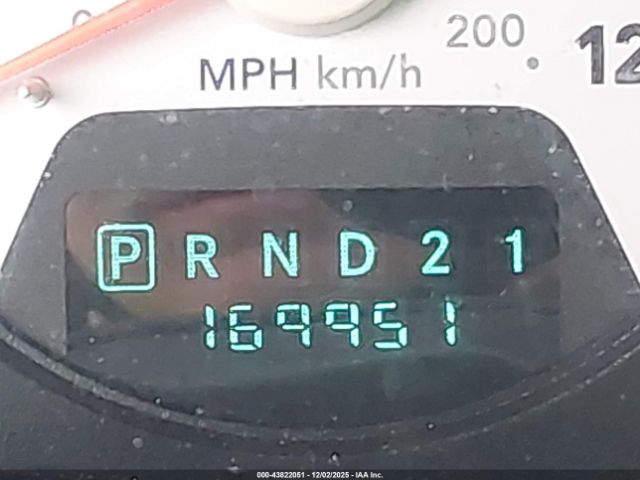 200
MPH km/h
12
P R N D 2 1
169951
000-43822051 - 12/02/2025 - IAA Inc.